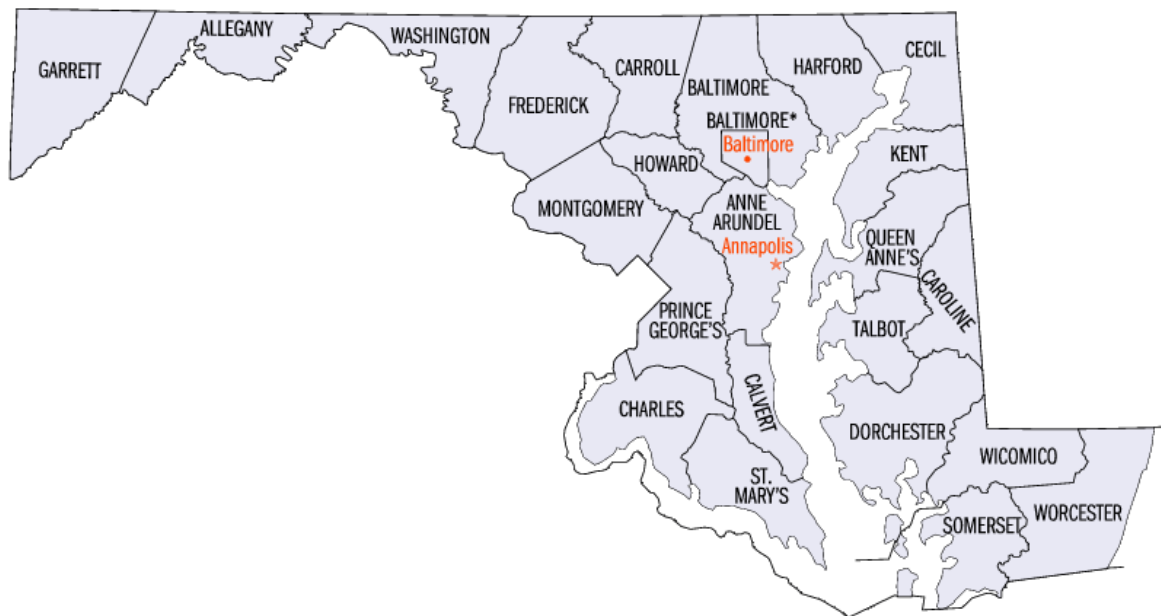 ALLEGANY
WASHINGTON
CECIL
GARRETT
CARROLL
HARFORD
BALTIMORE
FREDERICK
BALTIMORE*
Baltimore
KENT
HOWARD
MONTGOMERY
ANNE
ARUNDEL
Annapolis
QUEEN
ANNE'S
CAROLINE
PRINCE
GEORGE'S
TALBOT
CALVERT
CHARLES
DORCHESTER
WICOMICO
ST.
MARY'S
WORCESTER
SOMERSET